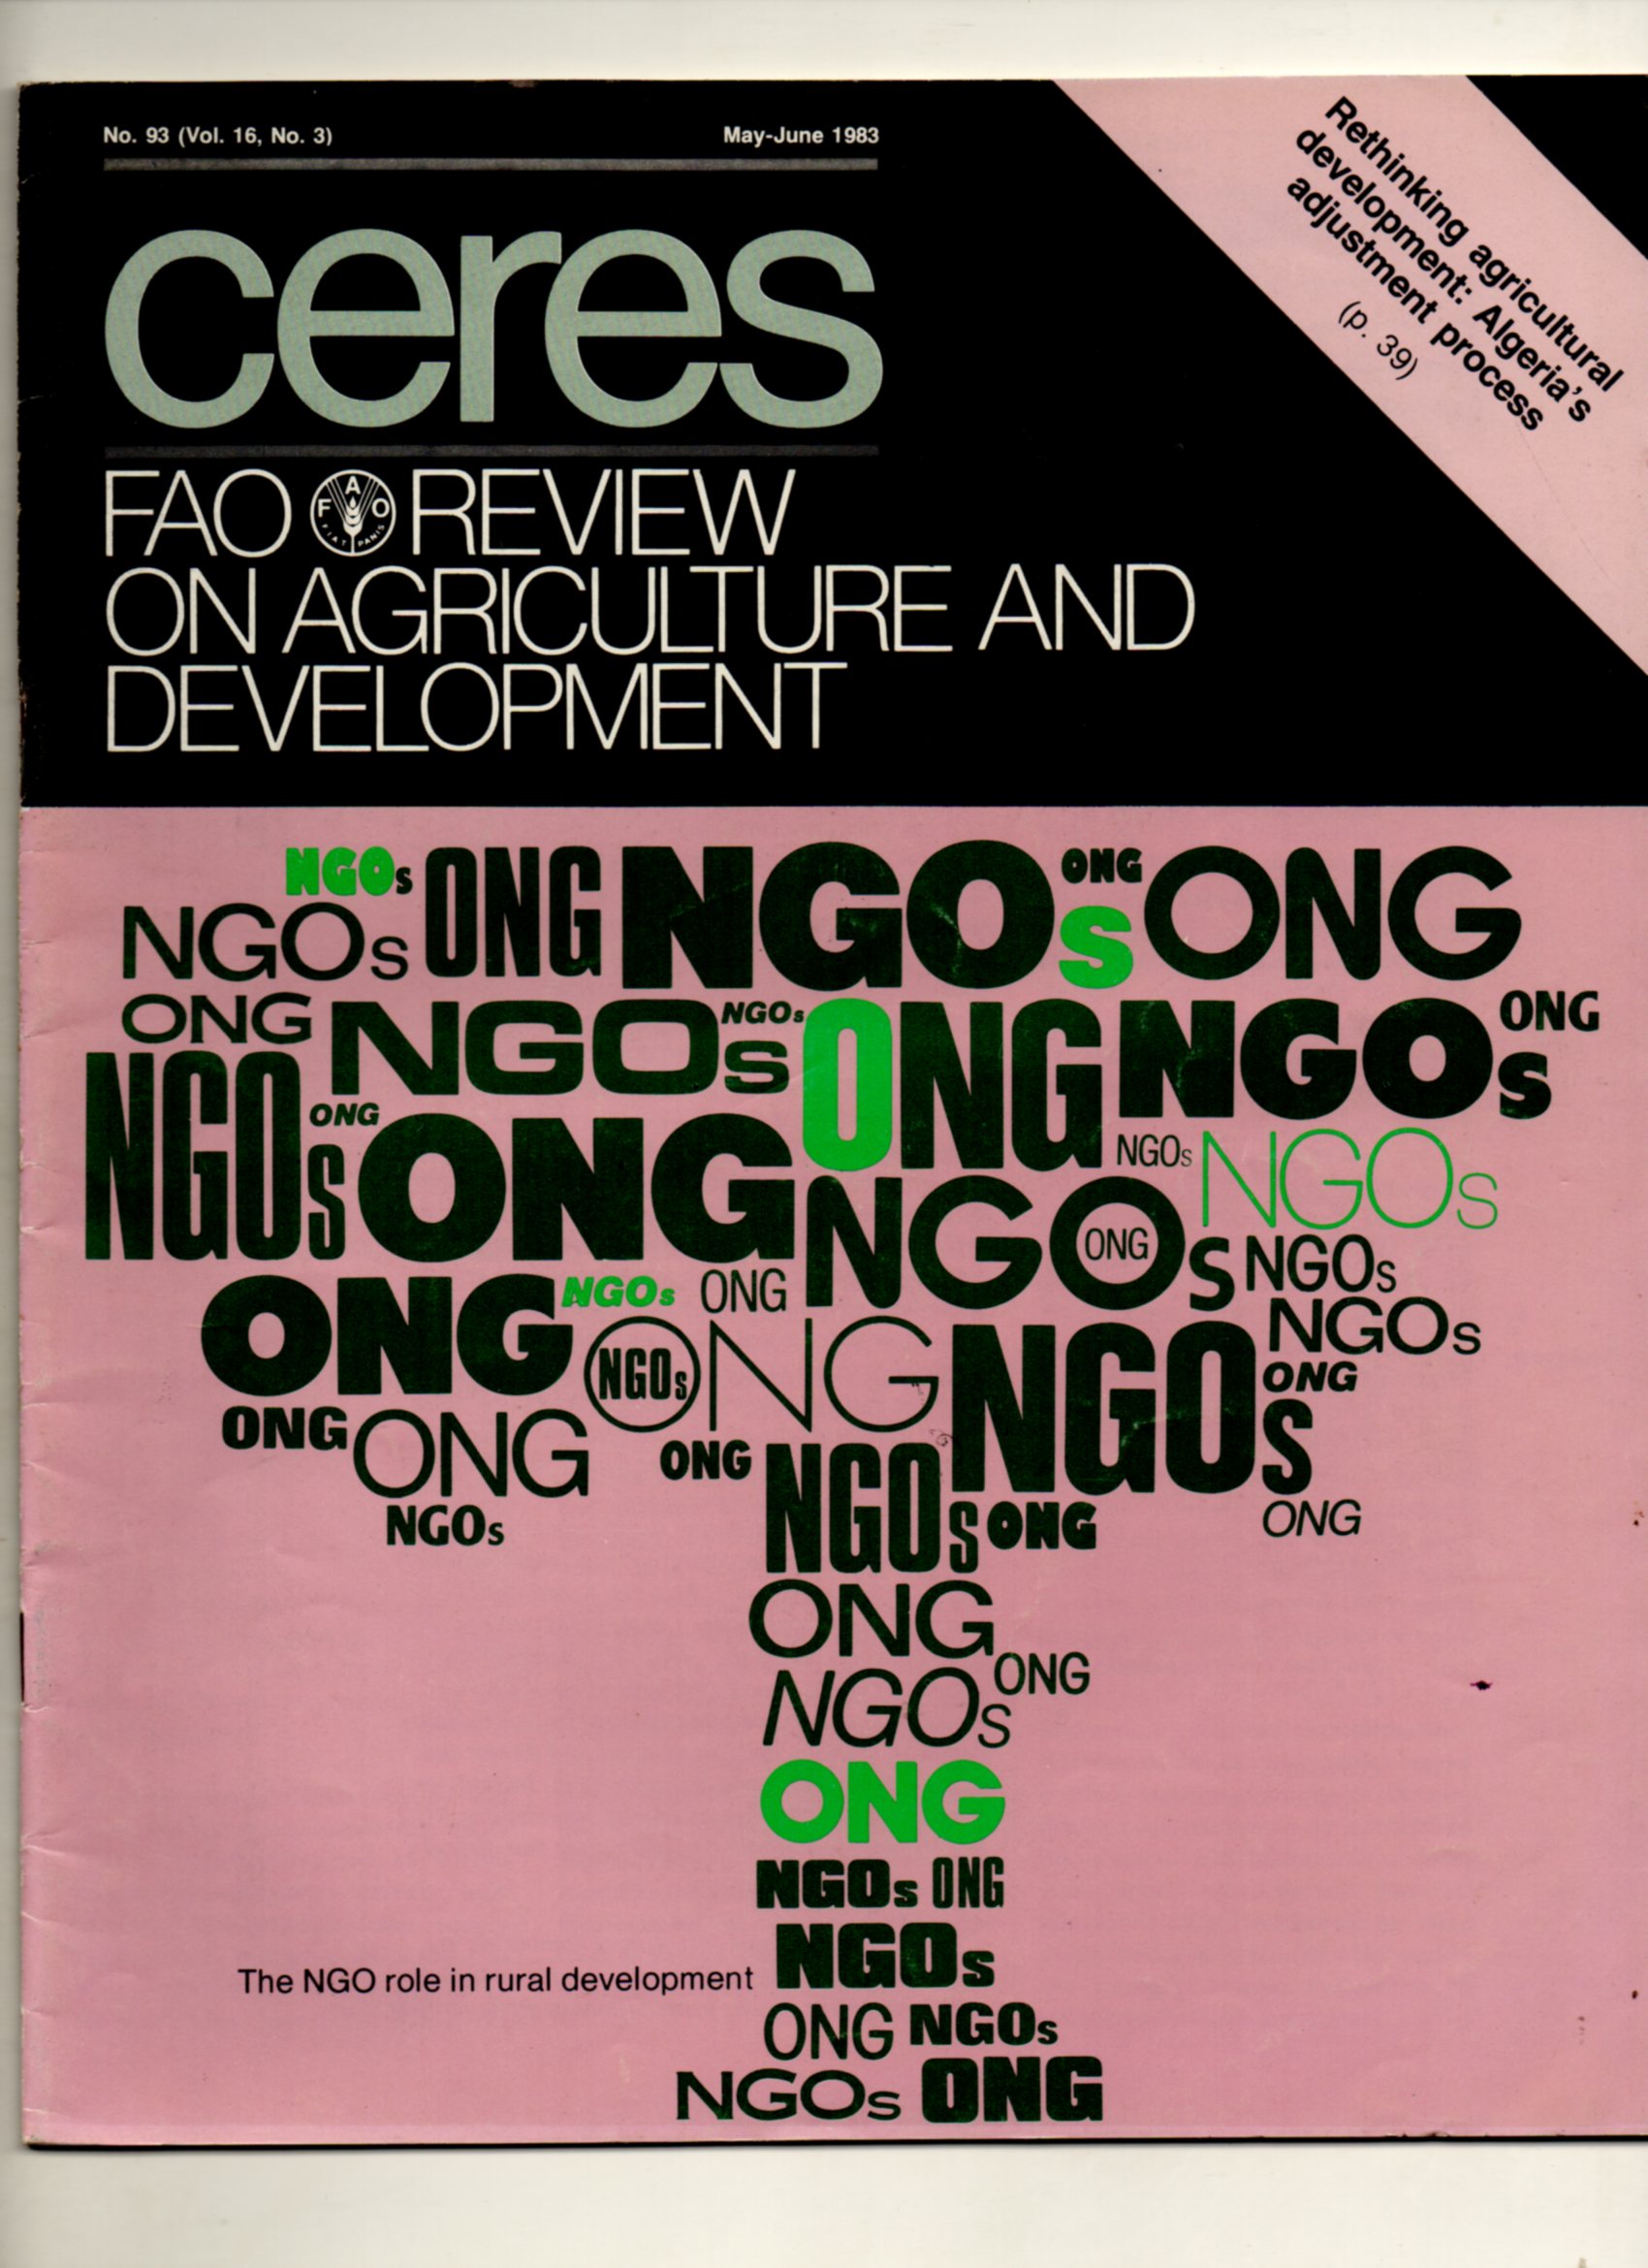 No. 93 (Vol. 16, No. 3) May-June 1983
Rethinking agricultural
development: Algeria's
adjustment process
(p. 39)
ceres
FAO F A O FIAT PANIS REVIEW
ON AGRICULTURE AND
DEVELOPMENT
NGOs ONG NGOs ONG ONG
NGOs
ONG NGOs NGOs ONG NGOs ONG
NGOs ONG ONG NGOs NGOs
NGOs ONG NGOs
ONG NGOs ONG
NGOs
NGOs ONG NGOs ONG
ONG ONG ONG NGOs ONG
NGOs ONG
ONG
NGOs ONG
ONG
NGOs ONG
The NGO role in rural development NGOs
ONG NGOs
NGOs ONG